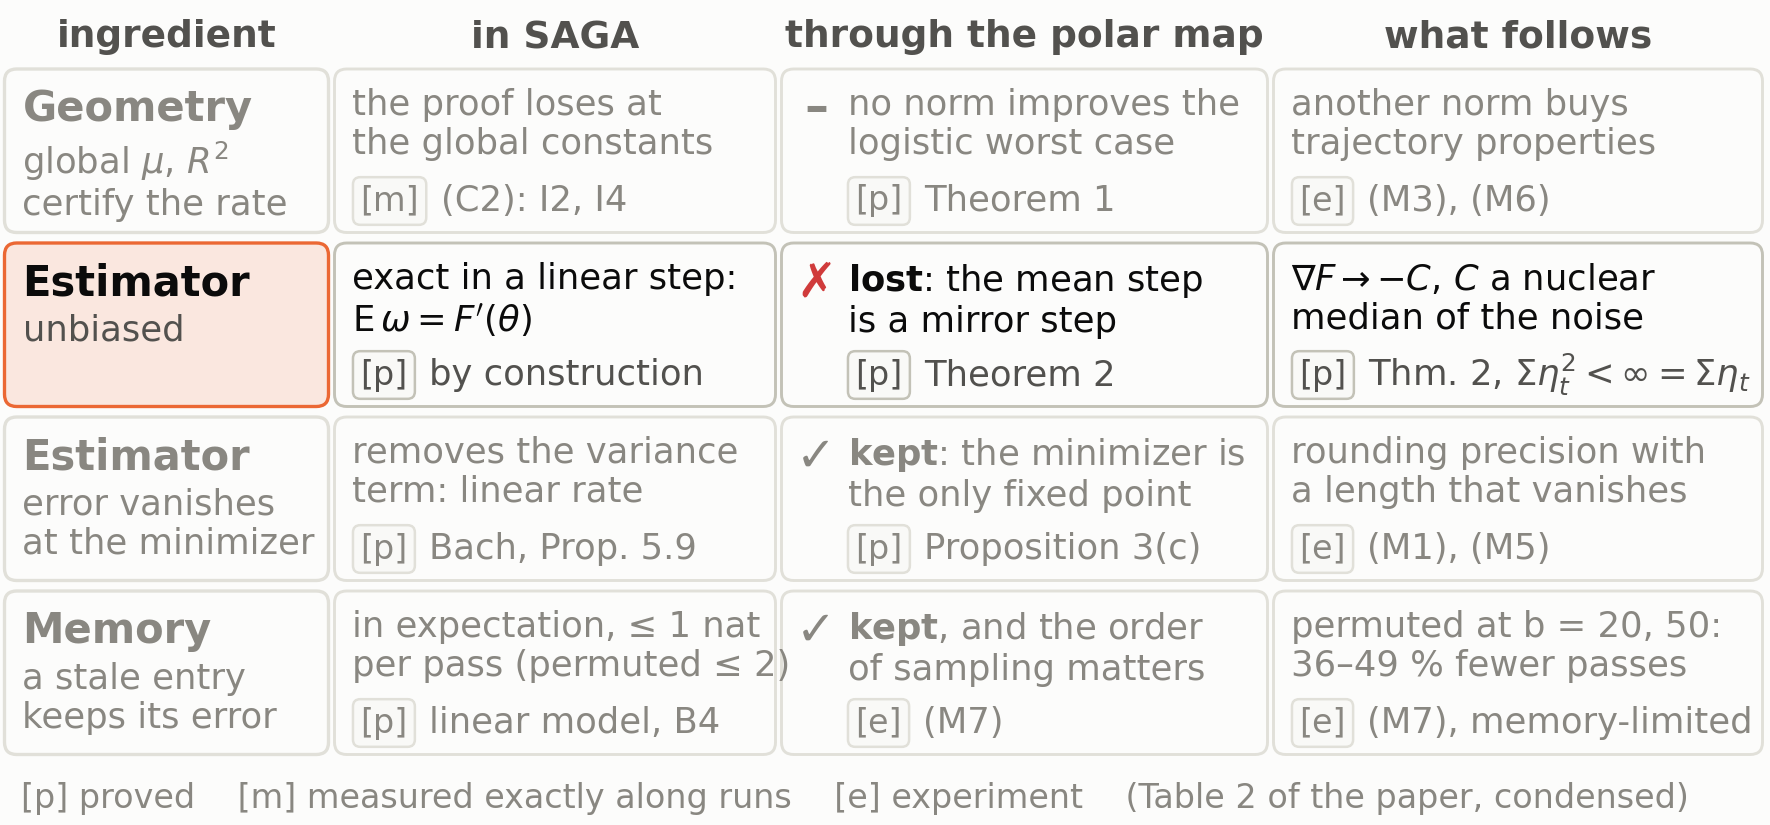 ingredient in SAGA through the polar map what follows
Geometry
global μ, R²
certify the rate
the proof loses at
the global constants
[m] (C2): I2, I4
– no norm improves the
logistic worst case
[p] Theorem 1
another norm buys
trajectory properties
[e] (M3), (M6)
Estimator
unbiased
exact in a linear step:
E ω = F′(θ)
[p] by construction
✗ lost: the mean step
is a mirror step
[p] Theorem 2
∇F → −C, C a nuclear
median of the noise
[p] Thm. 2, Ση_t² < ∞ = Ση_t
Estimator
error vanishes
at the minimizer
removes the variance
term: linear rate
[p] Bach, Prop. 5.9
✓ kept: the minimizer is
the only fixed point
[p] Proposition 3(c)
rounding precision with
a length that vanishes
[e] (M1), (M5)
Memory
a stale entry
keeps its error
in expectation, ≤ 1 nat
per pass (permuted ≤ 2)
[p] linear model, B4
✓ kept, and the order
of sampling matters
[e] (M7)
permuted at b = 20, 50:
36–49 % fewer passes
[e] (M7), memory-limited
[p] proved [m] measured exactly along runs [e] experiment (Table 2 of the paper, condensed)